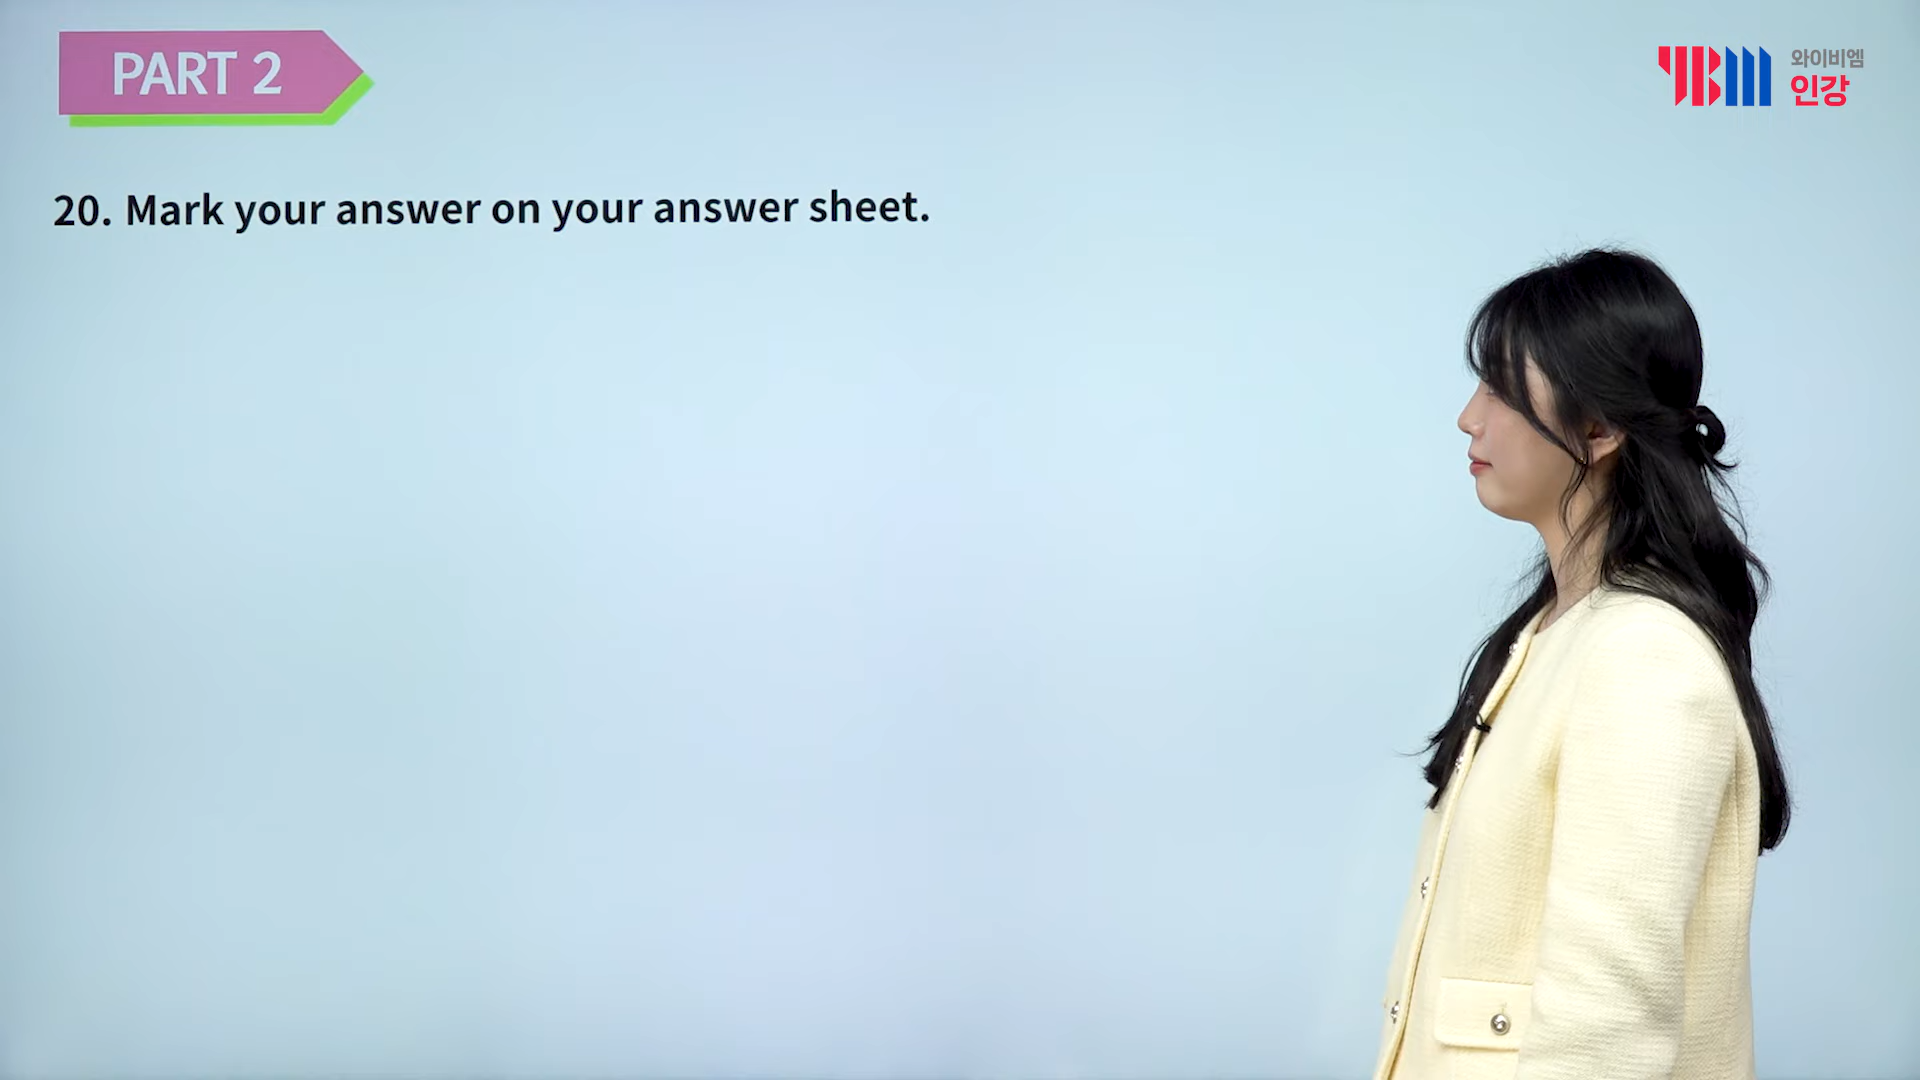 PART 2
YBM 와이비엠
인강
20. Mark your answer on your answer sheet.